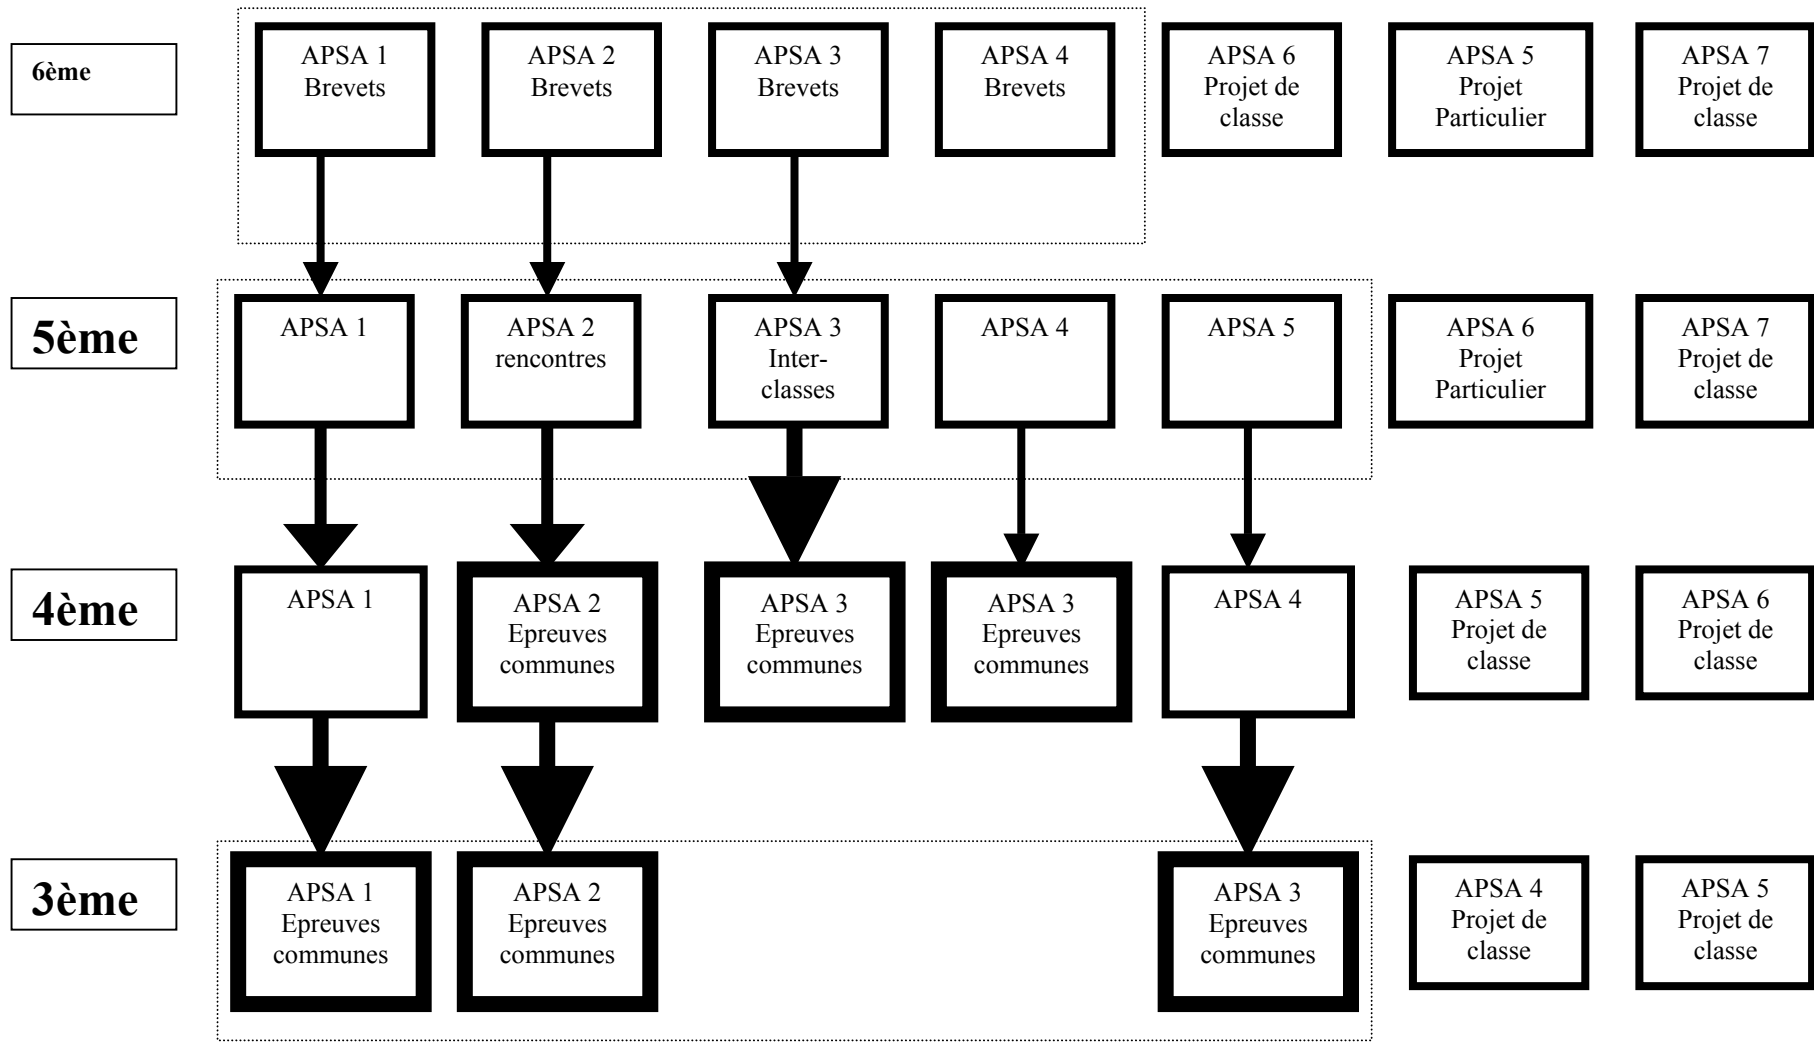 6ème
APSA 1
Brevets
APSA 2
Brevets
APSA 3
Brevets
APSA 4
Brevets
APSA 6
Projet de
classe
APSA 5
Projet
Particulier
APSA 7
Projet de
classe
5ème
APSA 1
APSA 2
rencontres
APSA 3
Inter-
classes
APSA 4
APSA 5
APSA 6
Projet
Particulier
APSA 7
Projet de
classe
4ème
APSA 1
APSA 2
Epreuves
communes
APSA 3
Epreuves
communes
APSA 3
Epreuves
communes
APSA 4
APSA 5
Projet de
classe
APSA 6
Projet de
classe
3ème
APSA 1
Epreuves
communes
APSA 2
Epreuves
communes
APSA 3
Epreuves
communes
APSA 4
Projet de
classe
APSA 5
Projet de
classe